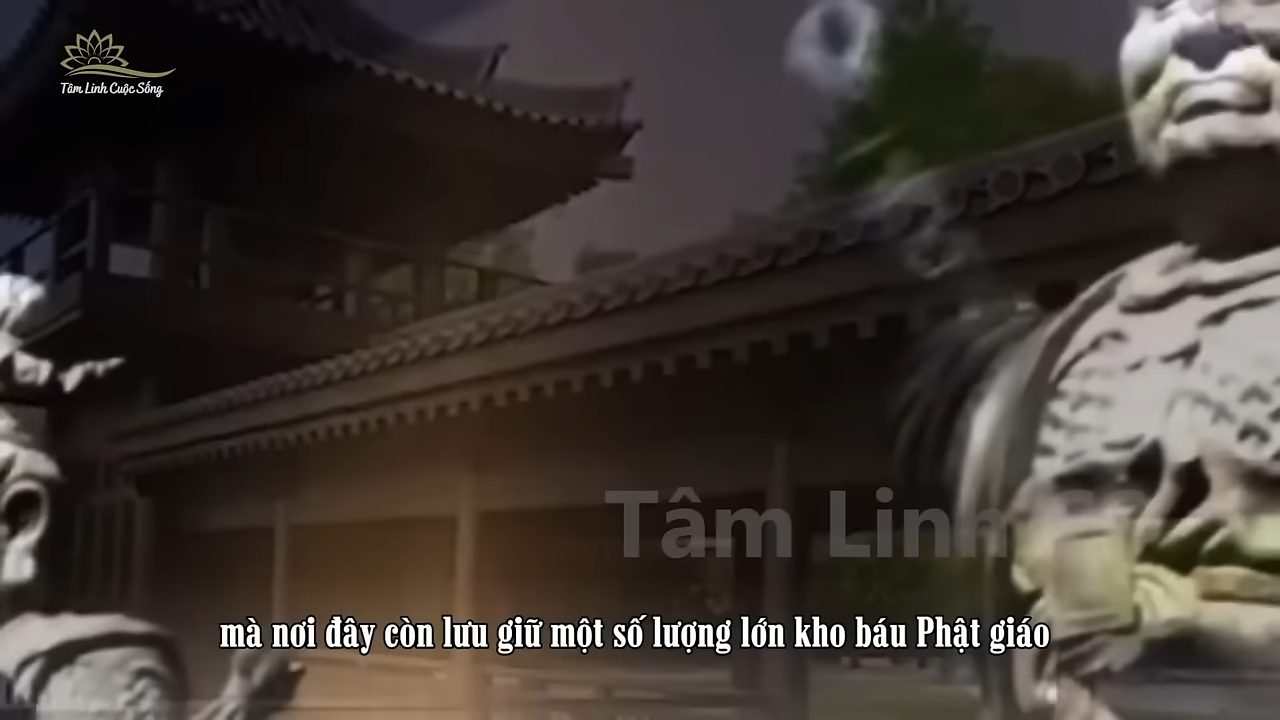 Tâm Linh Cuộc Sống
Tâm Linh
mà nơi đây còn lưu giữ một số lượng lớn kho báu Phật giáo